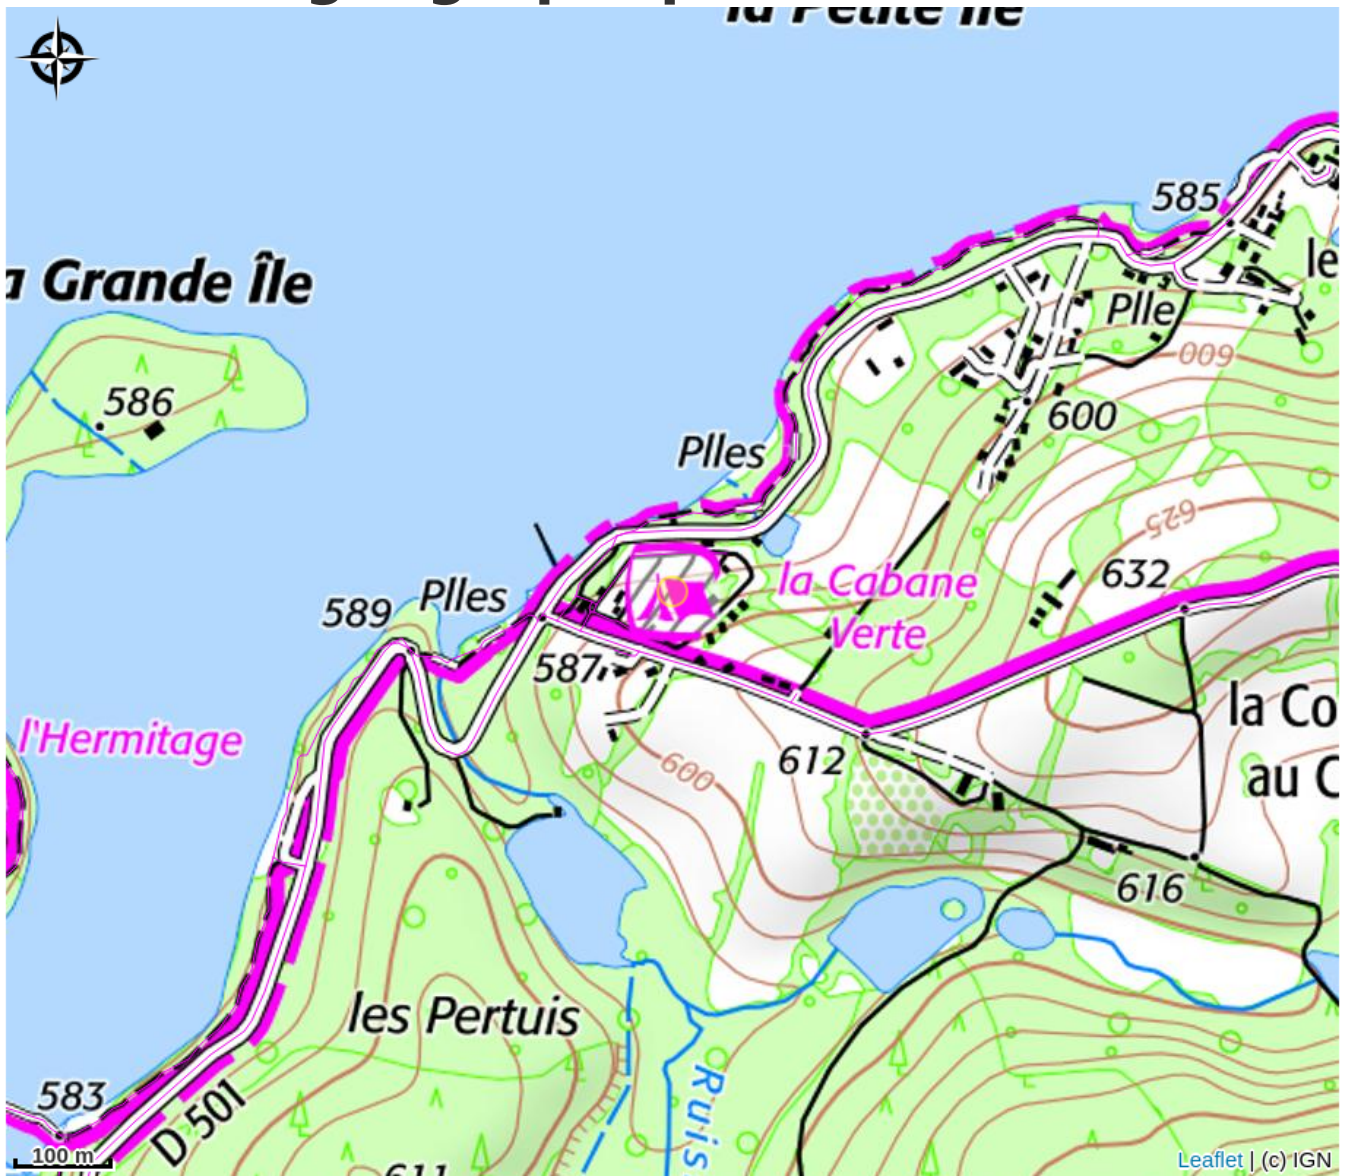 la Petite Île
585
a Grande Île
le
Plle
600
586
600
Plles
625
632
la Cabane
Verte
Plles
589
587
la Co
l'Hermitage
612
600
au C
616
les Pertuis
Ruis
583
D 501
100 m
611
Leaflet | (c) IGN